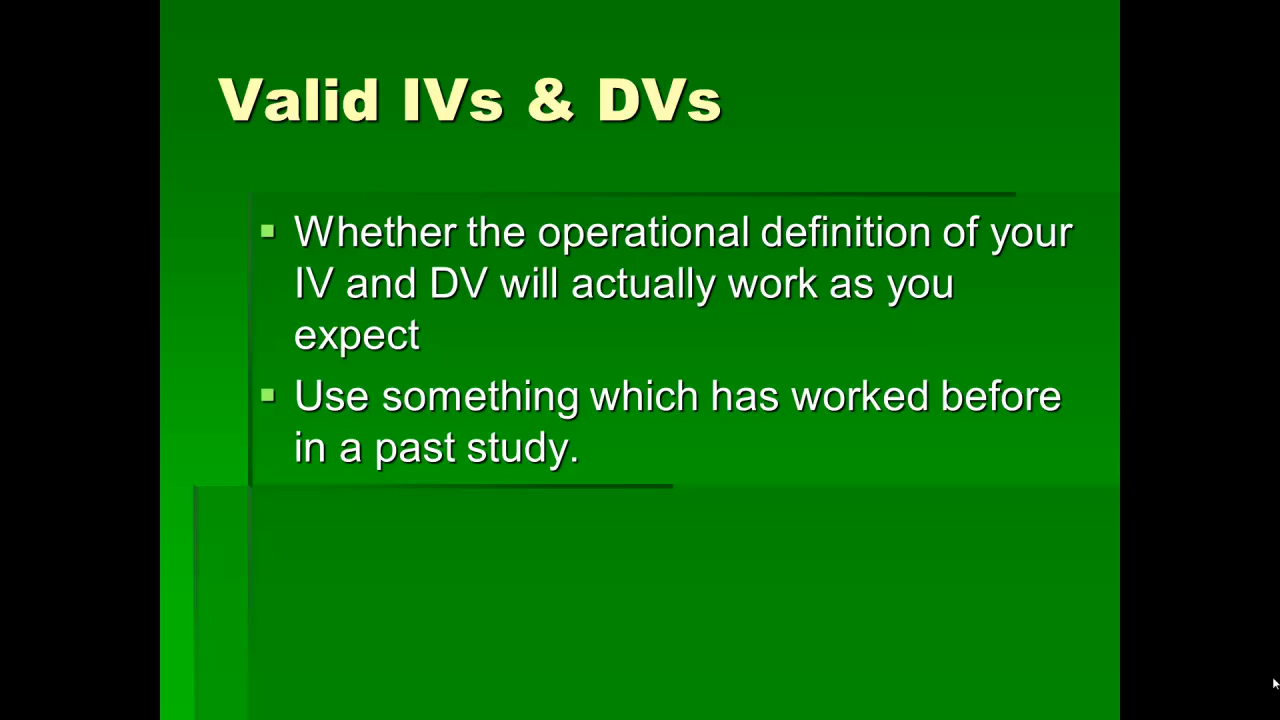 Valid IVs & DVs
Whether the operational definition of your
IV and DV will actually work as you
expect
Use something which has worked before
in a past study.